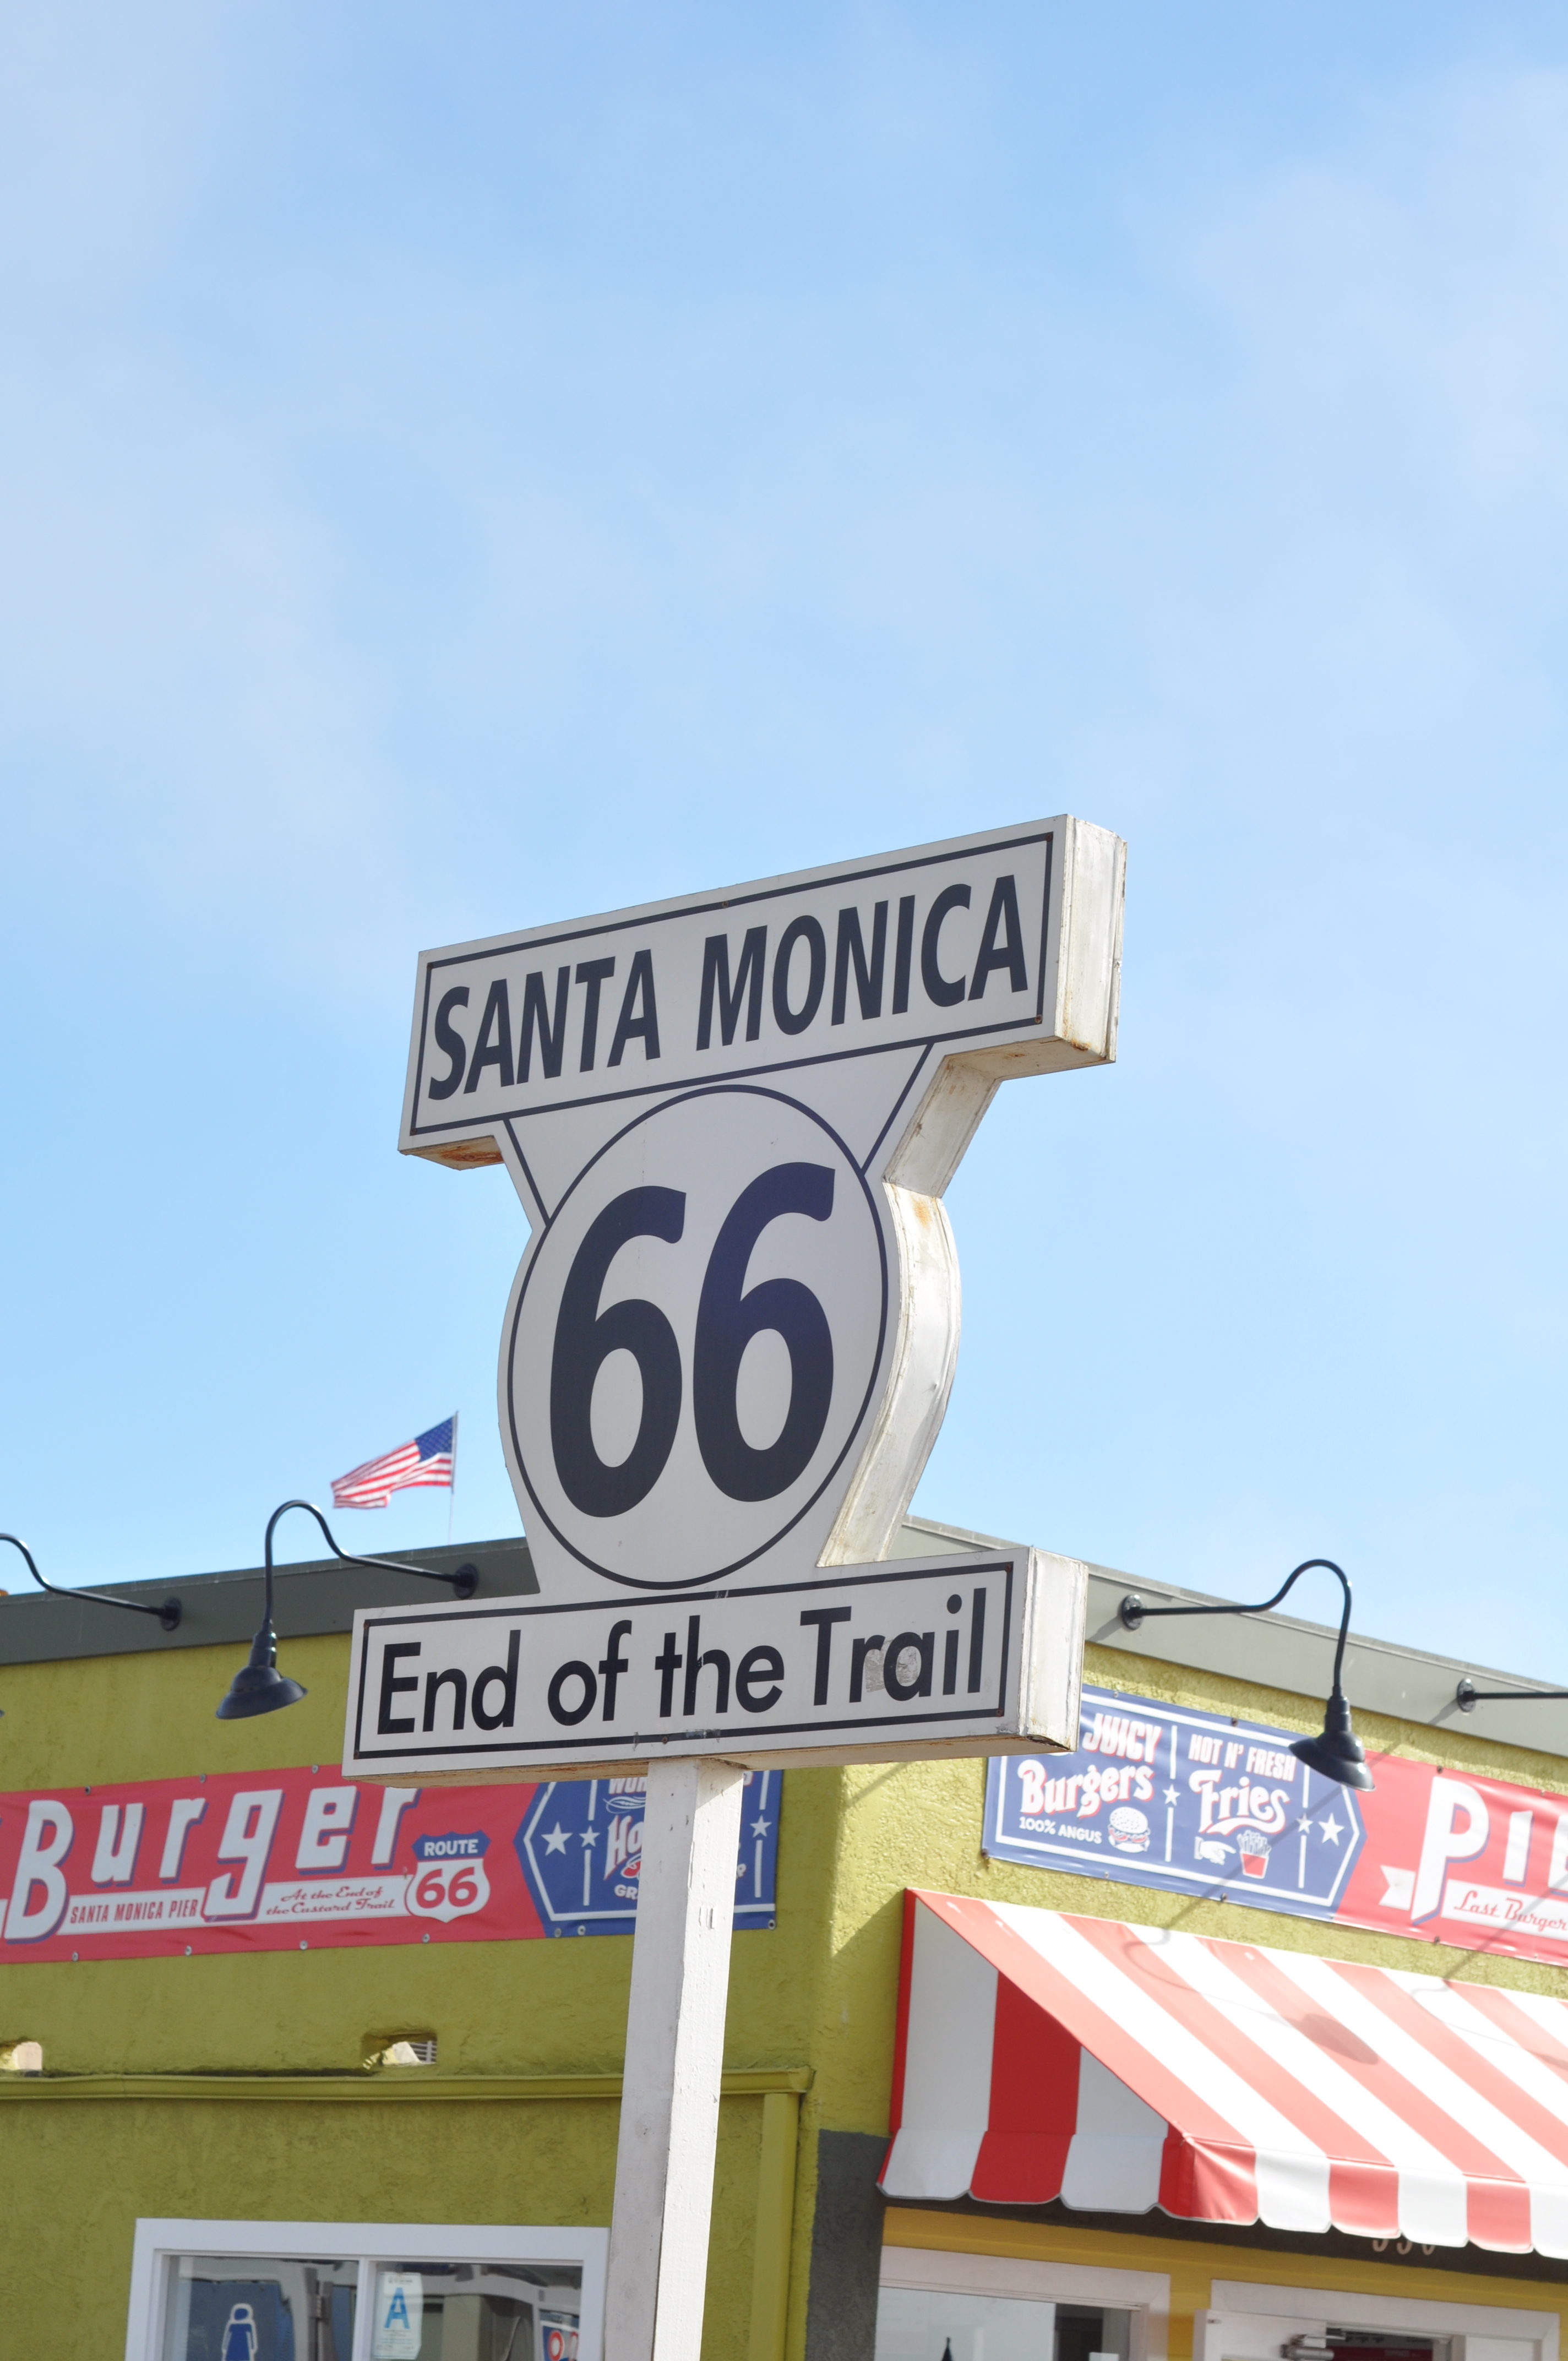 SANTA MONICA
66
End of the Trail
Burger
SANTA MONICA PIER
At the End of
the Custard Trail
ROUTE
66
JUICY
Burgers
100% ANGUS
HOT N' FRESH
Fries
Last Burger
A